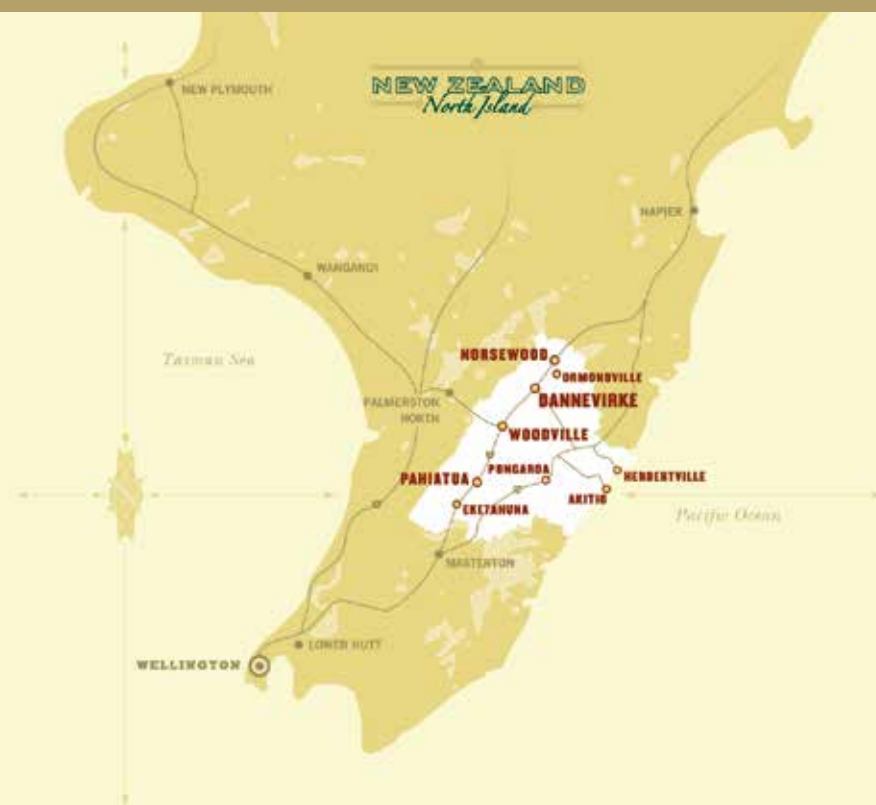 NEW ZEALAND
North Island
NEW PLYMOUTH
NAPIER
WANGANUI
Tasman Sea
NORSEWOOD
ORMONDVILLE
DANNEVIRKE
PALMERSTON
NORTH
WOODVILLE
PONGAROA
PAHIATUA
HERBERTVILLE
AKITIO
EKETAHUNA
Pacific Ocean
MASTERTON
LOWER HUTT
WELLINGTON